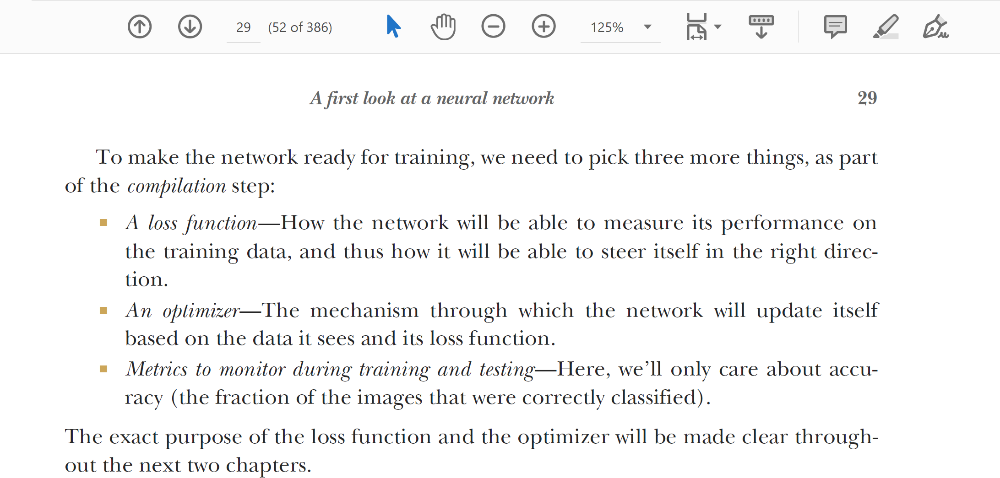 29 (52 of 386) 125%
A first look at a neural network 29
To make the network ready for training, we need to pick three more things, as part
of the compilation step:
■ A loss function—How the network will be able to measure its performance on
the training data, and thus how it will be able to steer itself in the right direc-
tion.
■ An optimizer—The mechanism through which the network will update itself
based on the data it sees and its loss function.
■ Metrics to monitor during training and testing—Here, we’ll only care about accu-
racy (the fraction of the images that were correctly classified).
The exact purpose of the loss function and the optimizer will be made clear through-
out the next two chapters.